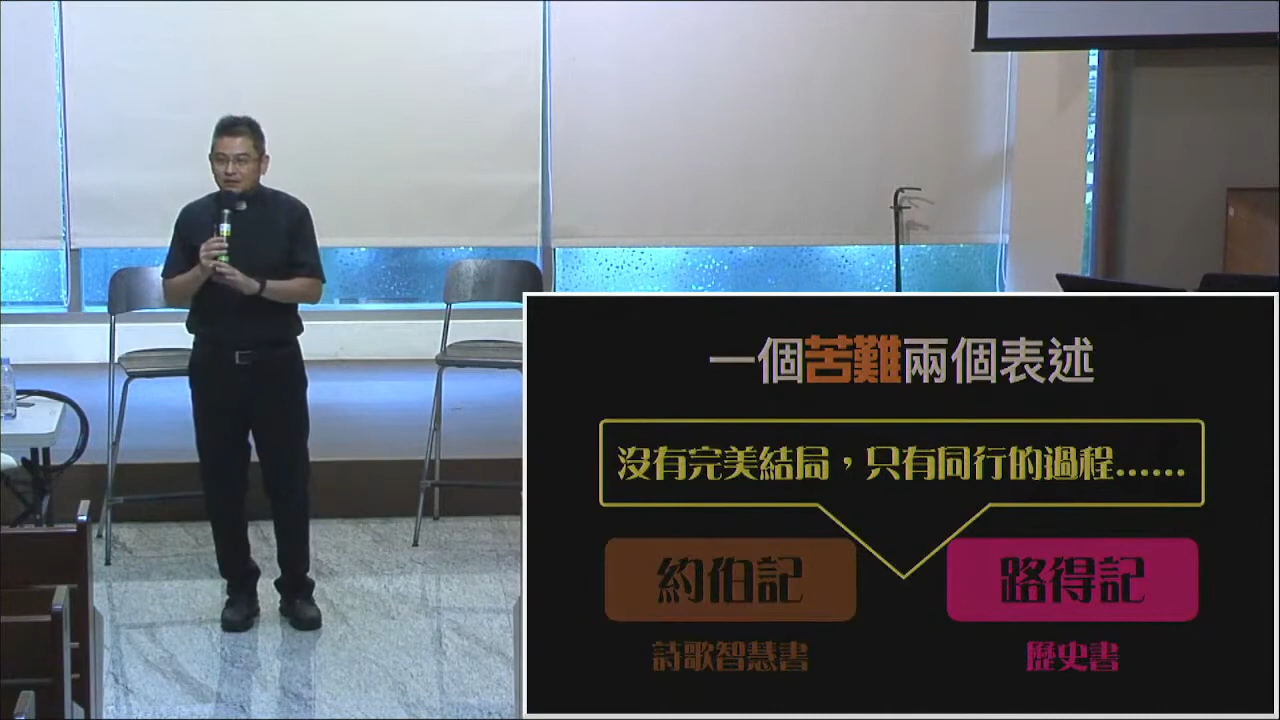 一個苦難兩個表述
沒有完美結局，只有同行的過程......
約伯記
路得記
詩歌智慧書
歷史書